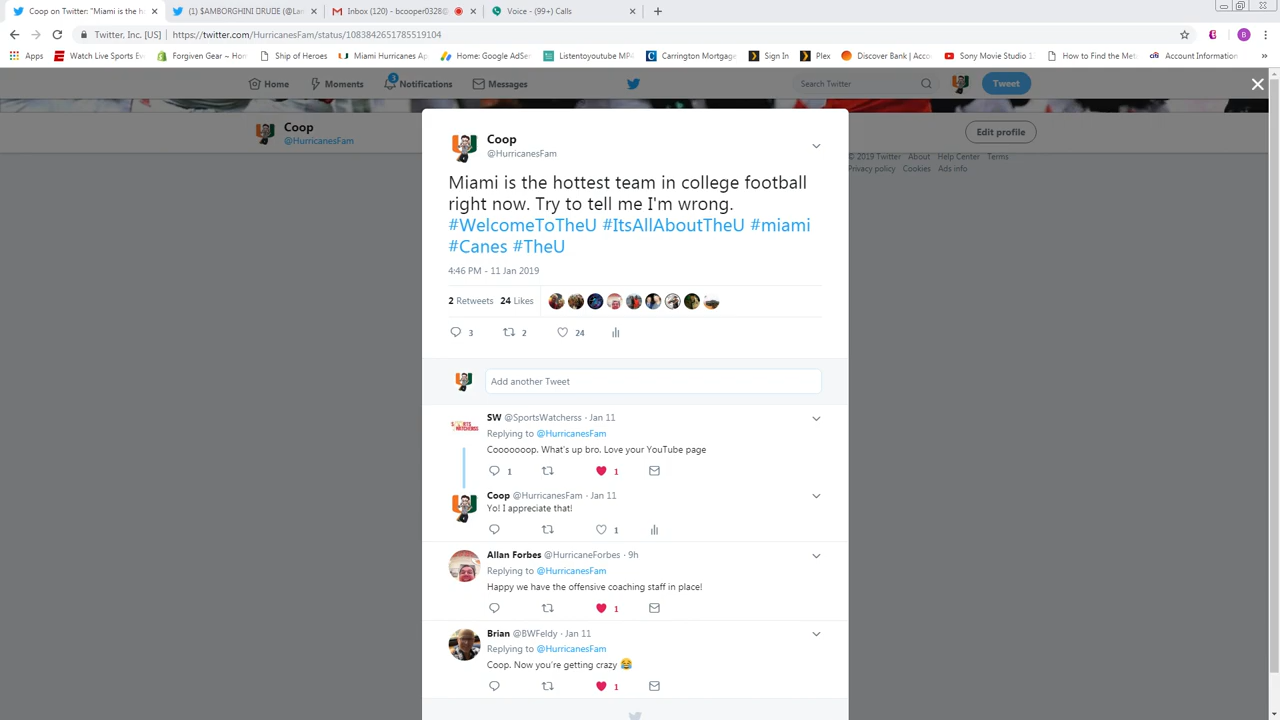 Coop on Twitter: "Miami is the h
(1) $AMBORGHINI DRUDE (@Lan
Inbox (120) - bcooper0328@
Voice - (99+) Calls
Twitter, Inc. [US]
https://twitter.com/HurricanesFam/status/1083842651785519104
B
Apps
Watch Live Sports Ev
Forgiven Gear — Hom
Ship of Heroes
Miami Hurricanes Ap
Home: Google AdSen
Listentoyoutube MP
Carrington Mortgag
Sign In
Plex
Discover Bank | Acco
Sony Movie Studio 1
How to Find the Met
citi
Account Information
»
Home
Moments
3
Notifications
Messages
Search Twitter
Tweet
Coop
@HurricanesFam
Edit profile
© 2019 Twitter About Help Center Terms
Privacy policy Cookies Ads info
Coop
@HurricanesFam
Miami is the hottest team in college football
right now. Try to tell me I'm wrong.
#WelcomeToTheU #ItsAllAboutTheU #miami
#Canes #TheU
4:46 PM - 11 Jan 2019
2 Retweets 24 Likes
3 2 24
Add another Tweet
SW @SportsWatcherss · Jan 11
Replying to @HurricanesFam
Cooooooop. What's up bro. Love your YouTube page
1 1
Coop @HurricanesFam · Jan 11
Yo! I appreciate that!
1
Allan Forbes @HurricaneForbes · 9h
Replying to @HurricanesFam
Happy we have the offensive coaching staff in place!
1
Brian @BWFeldy · Jan 11
Replying to @HurricanesFam
Coop. Now you're getting crazy 😂
1